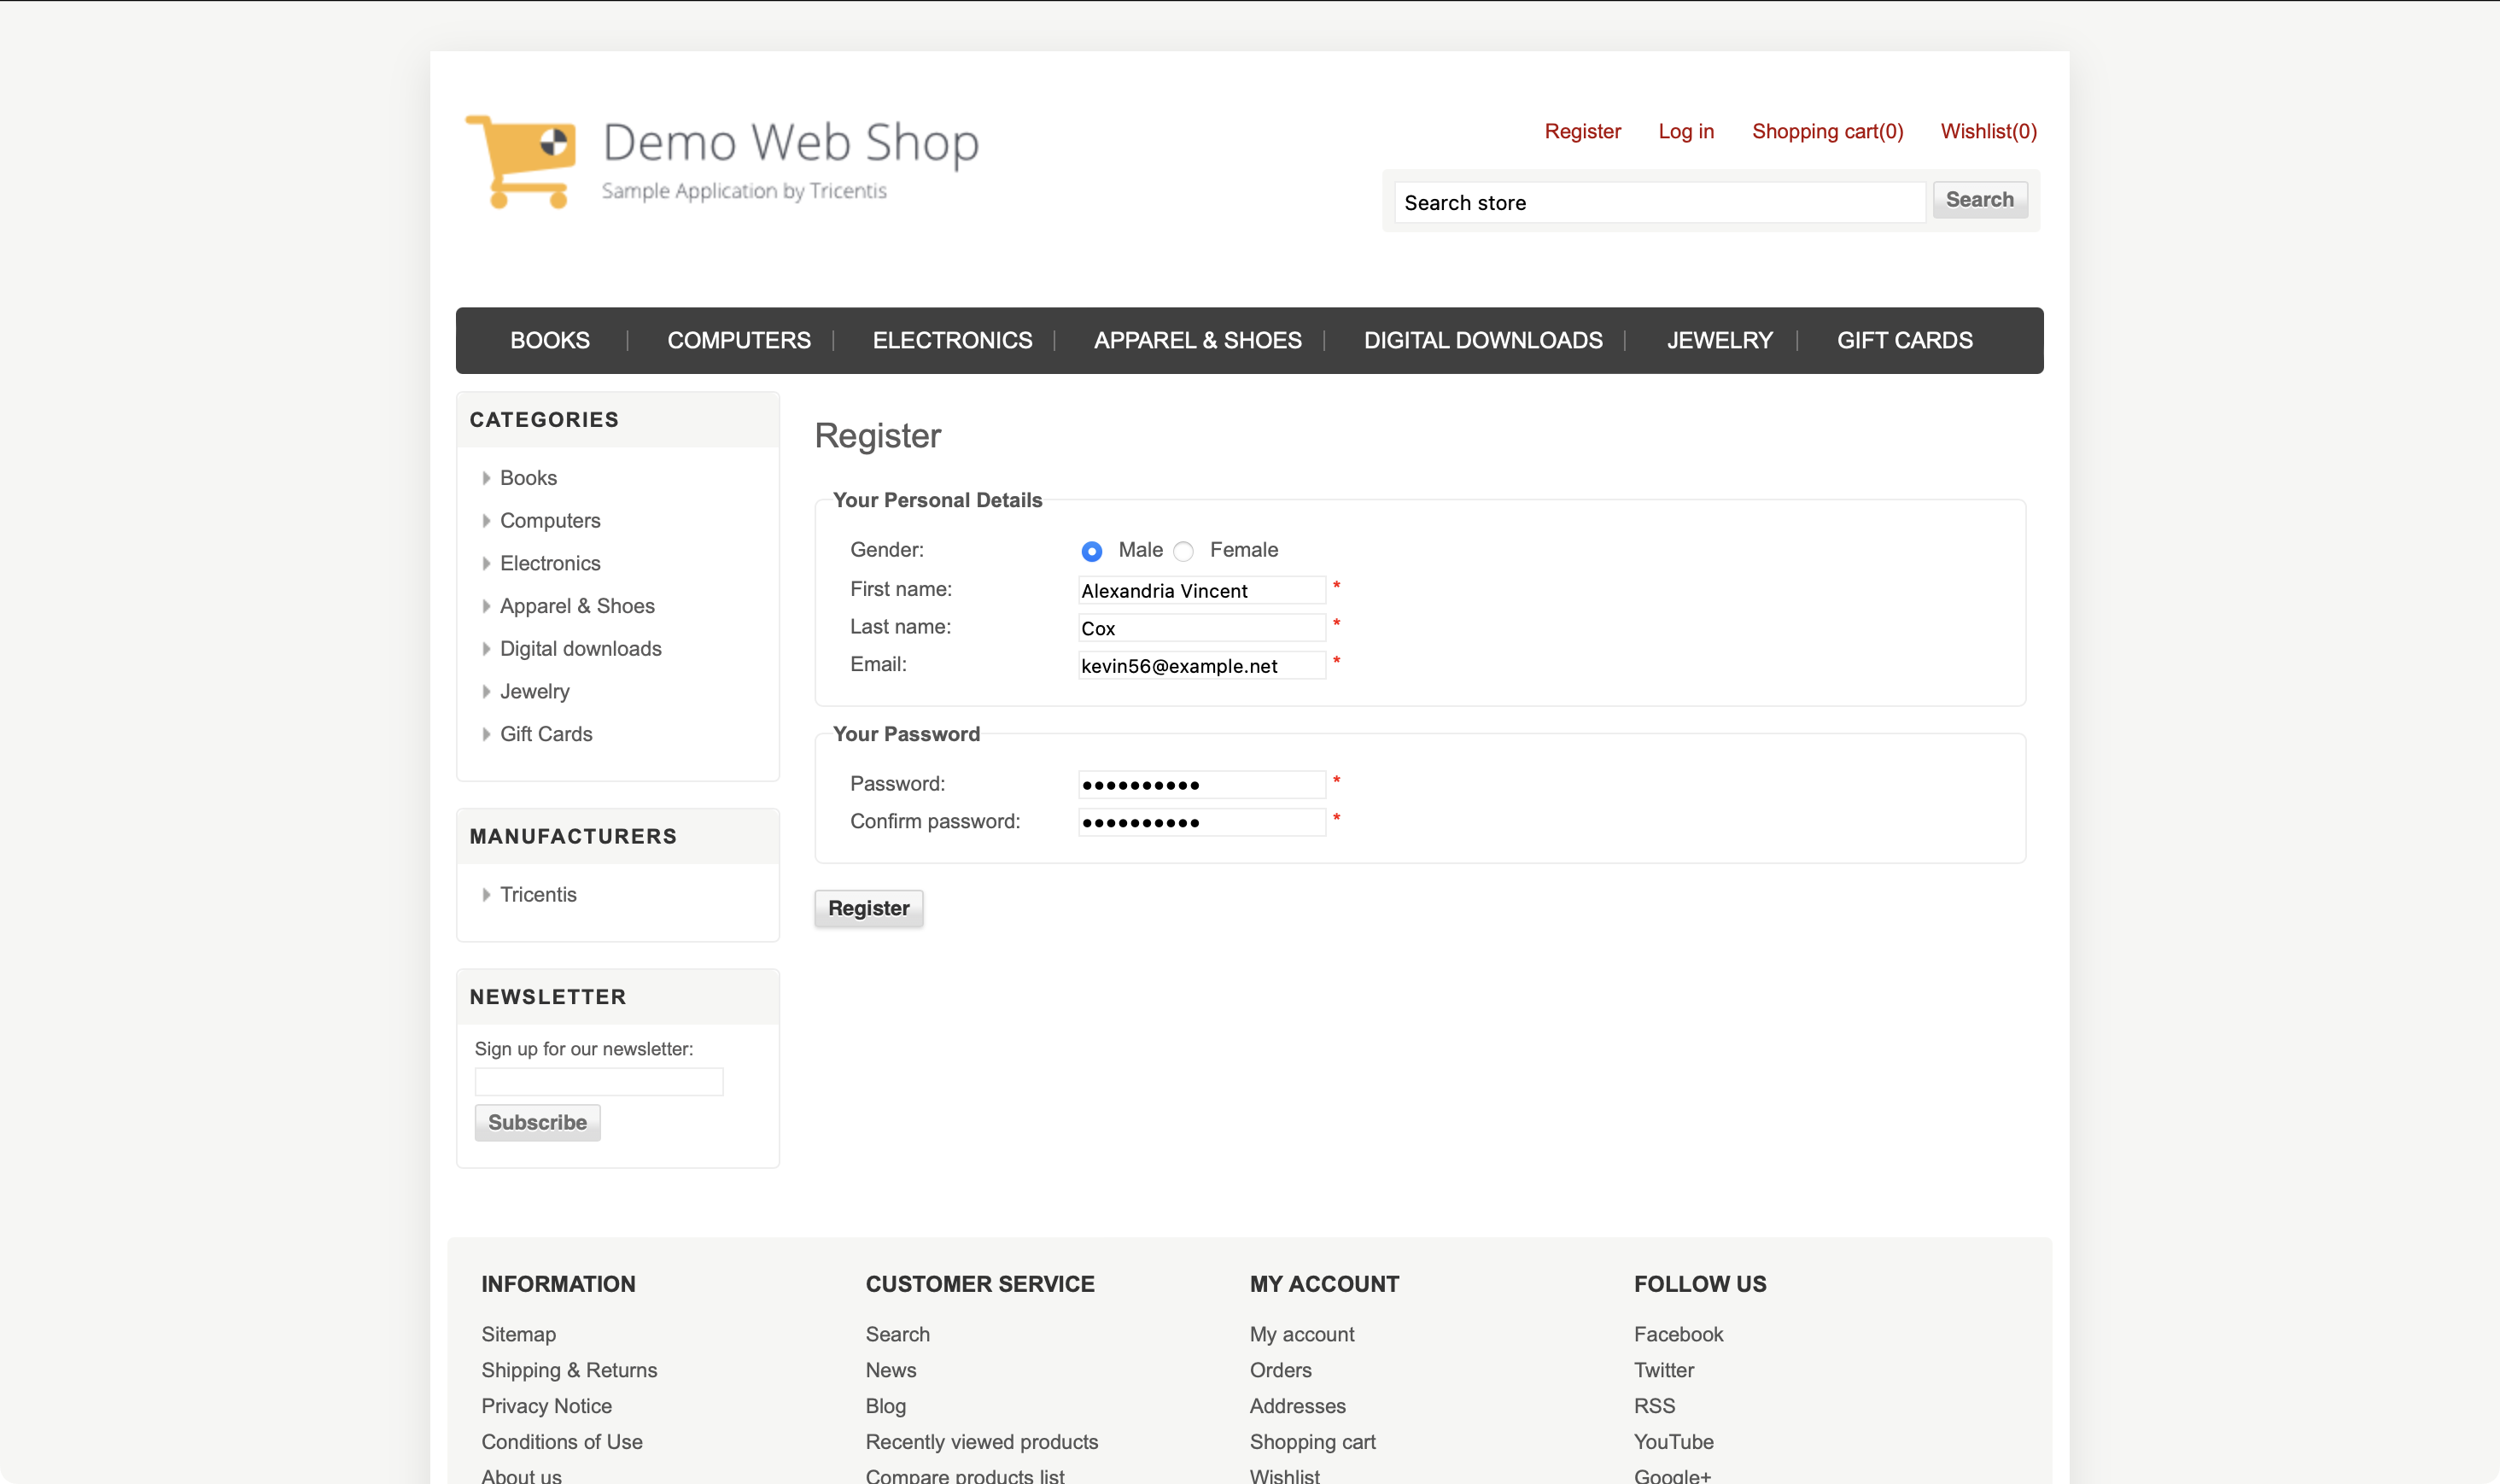 Demo Web Shop
Sample Application by Tricentis
Register Log in Shopping cart(0) Wishlist(0)
Search store Search
BOOKS COMPUTERS ELECTRONICS APPAREL & SHOES DIGITAL DOWNLOADS JEWELRY GIFT CARDS
CATEGORIES
Books
Computers
Electronics
Apparel & Shoes
Digital downloads
Jewelry
Gift Cards
MANUFACTURERS
Tricentis
NEWSLETTER
Sign up for our newsletter:
Subscribe
Register
Your Personal Details
Gender: Male Female
First name: Alexandria Vincent *
Last name: Cox *
Email: kevin56@example.net *
Your Password
Password: •••••••••• *
Confirm password: •••••••••• *
Register
INFORMATION
Sitemap
Shipping & Returns
Privacy Notice
Conditions of Use
About us
CUSTOMER SERVICE
Search
News
Blog
Recently viewed products
Compare products list
MY ACCOUNT
My account
Orders
Addresses
Shopping cart
Wishlist
FOLLOW US
Facebook
Twitter
RSS
YouTube
Google+